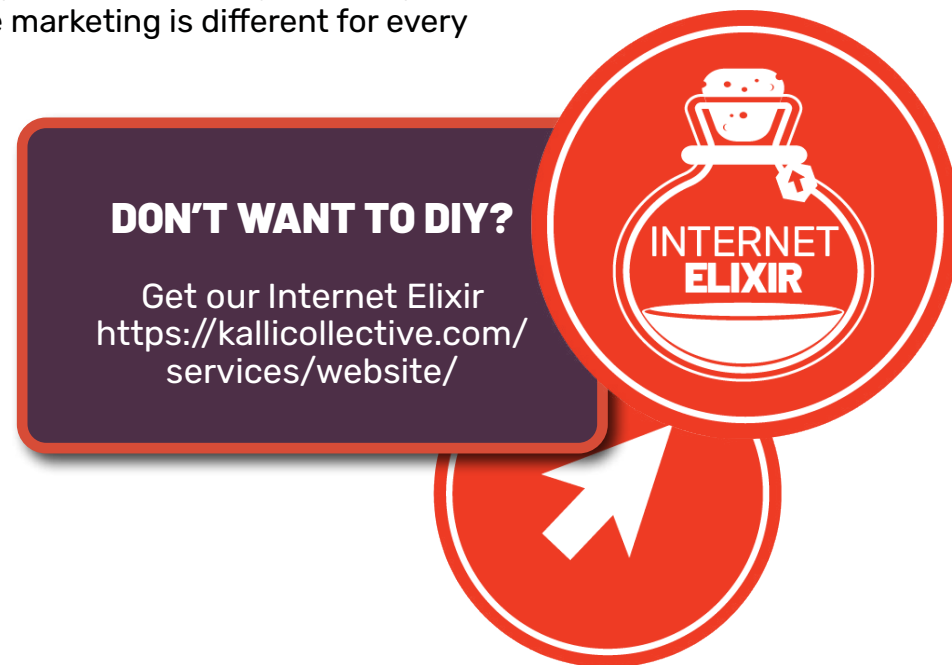 e marketing is different for every
DON'T WANT TO DIY?
Get our Internet Elixir
https://kallicollective.com/
services/website/
INTERNET
ELIXIR